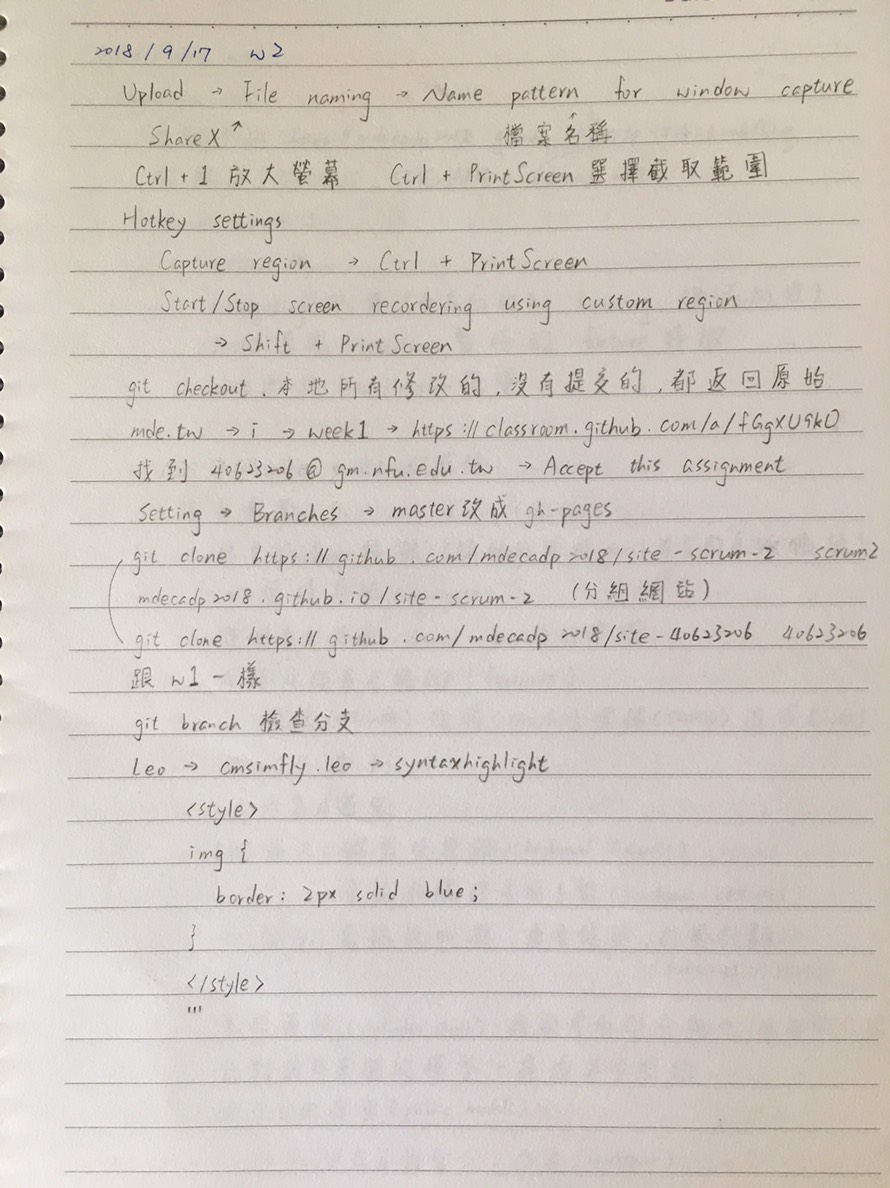 2018/9/17 w2
Upload → File naming → Name pattern for window capture
ShareX ↗ 檔案名稱
Ctrl + 1 放大螢幕 Ctrl + PrintScreen 選擇截取範圍
Hotkey settings
Capture region → Ctrl + PrintScreen
Start/Stop screen recordering using custom region
→ Shift + PrintScreen
git checkout . 本地所有修改的,沒有提交的,都返回原始
mde.tw → i → week1 → https://classroom.github.com/a/fGgXU9kO
找到 40623206@gm.nfu.edu.tw → Accept this assignment
Setting → Branches → master改成 gh-pages
git clone https://github.com/mdecadp2018/site-scrum-2 scrum2
mdecadp2018.github.io/site-scrum-2 (分組網站)
git clone https://github.com/mdecadp2018/site-40623206 40623206
跟 w1 一樣
git branch 檢查分支
Leo → cmsimfly.leo → syntaxhighlight
<style>
img {
border: 2px solid blue;
}
</style>
'''